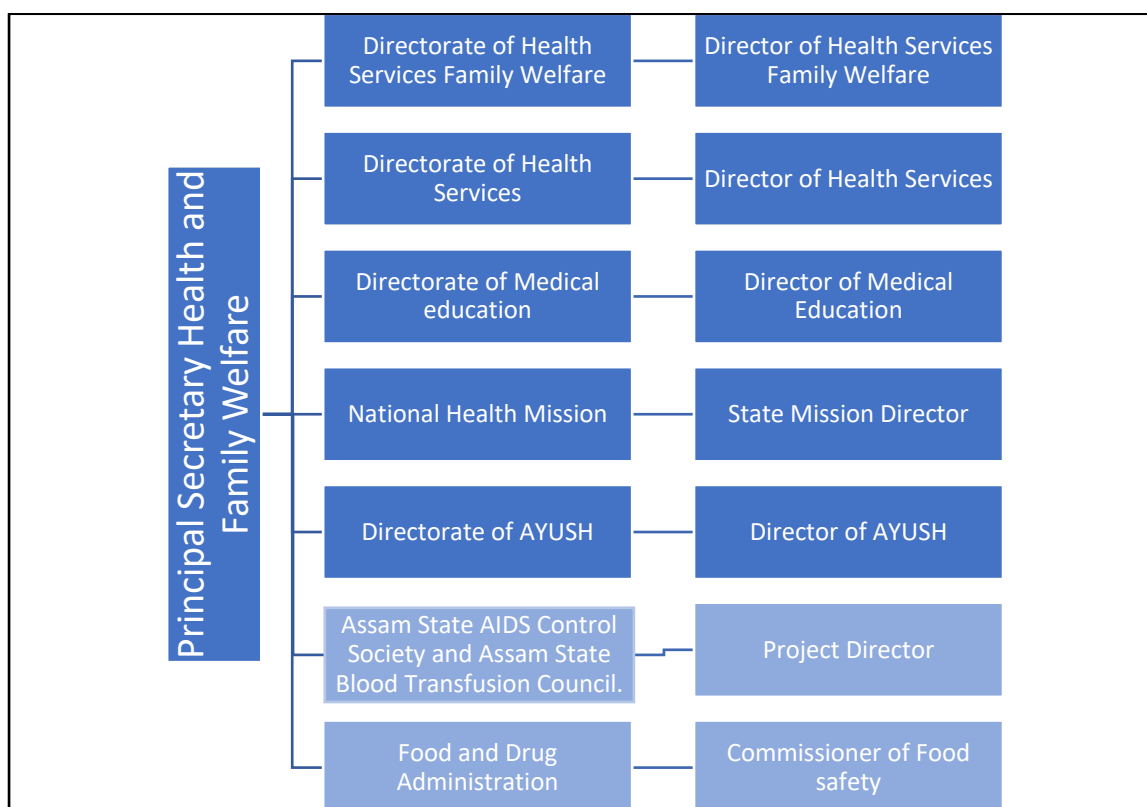 Principal Secretary Health and
Family Welfare
Directorate of Health
Services Family Welfare
Director of Health Services
Family Welfare
Directorate of Health
Services
Director of Health Services
Directorate of Medical
education
Director of Medical
Education
National Health Mission
State Mission Director
Directorate of AYUSH
Director of AYUSH
Assam State AIDS Control
Society and Assam State
Blood Transfusion Council.
Project Director
Food and Drug
Administration
Commissioner of Food
safety